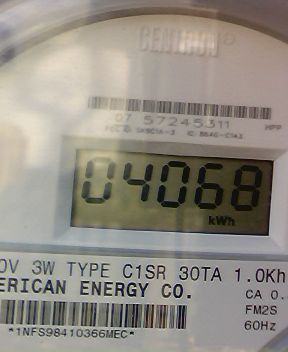 CENTRON®
07 57245311
04068
kWh
0V 3W TYPE C1SR 30TA 1.0Kh
ERICAN ENERGY CO.
CA 0.
FM2S
60Hz
*1NFS98410366MEC*